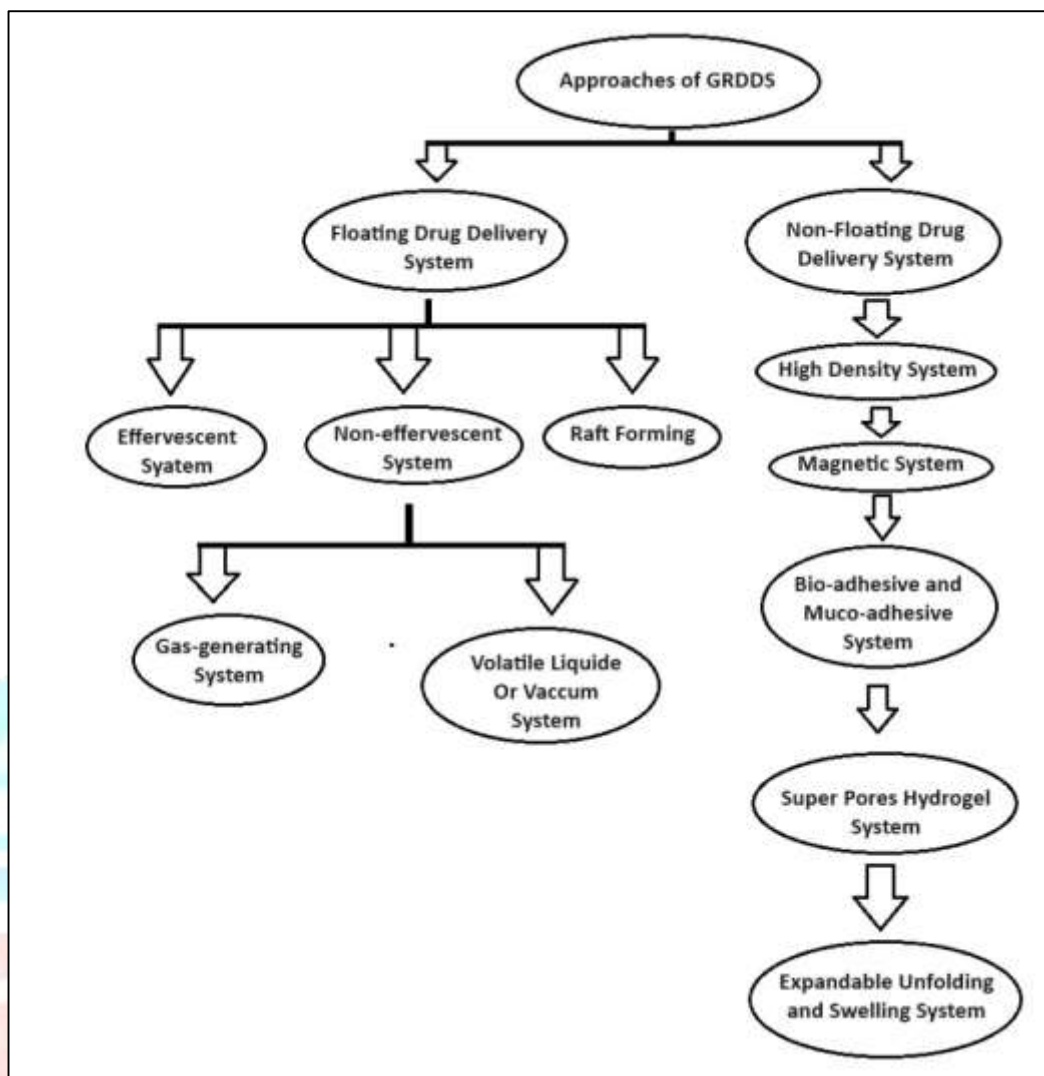 Approaches of GRDDS
Floating Drug Delivery
System
Non-Floating Drug
Delivery System
High Density System
Effervescent
Syatem
Non-effervescent
System
Raft Forming
Magnetic System
Bio-adhesive and
Muco-adhesive
System
Gas-generating
System
Volatile Liquide
Or Vaccum
System
Super Pores Hydrogel
System
Expandable Unfolding
and Swelling System